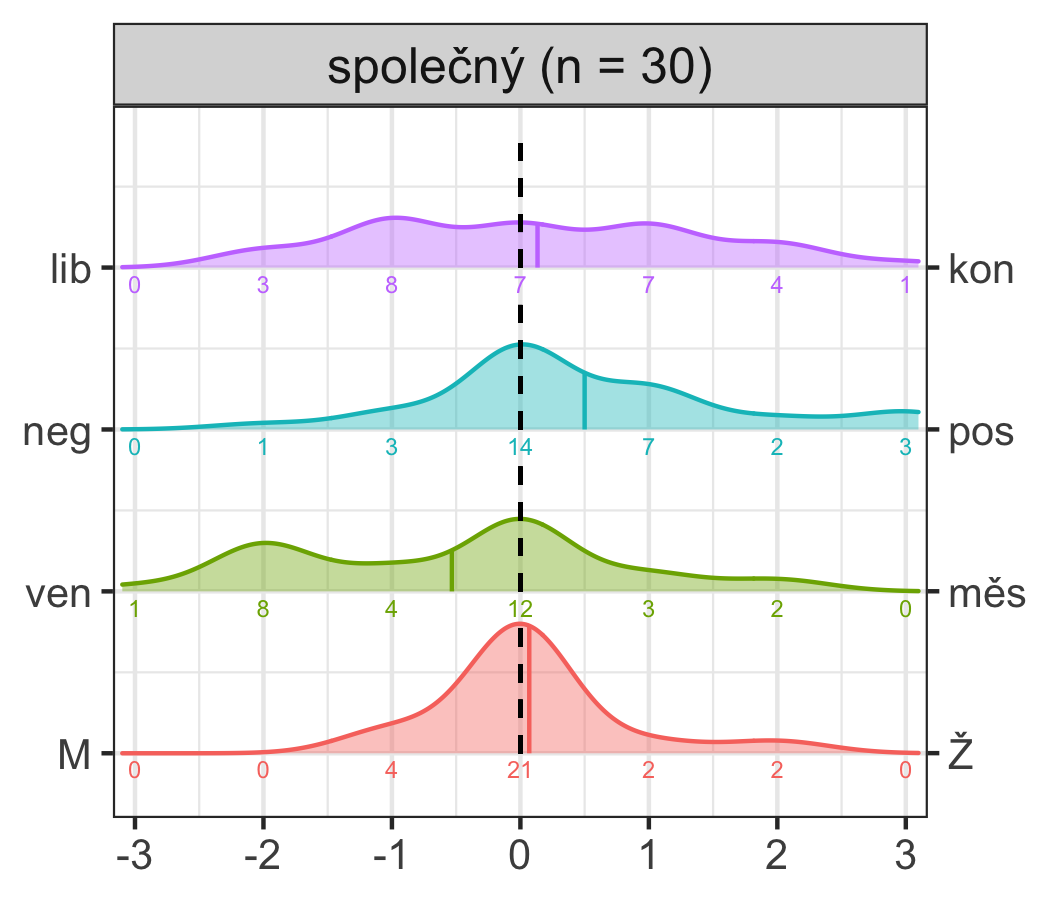 společný (n = 30)
lib kon
0 3 8 7 7 4 1
neg pos
0 1 3 14 7 2 3
ven měs
1 8 4 12 3 2 0
M Ž
0 0 4 21 2 2 0
-3 -2 -1 0 1 2 3